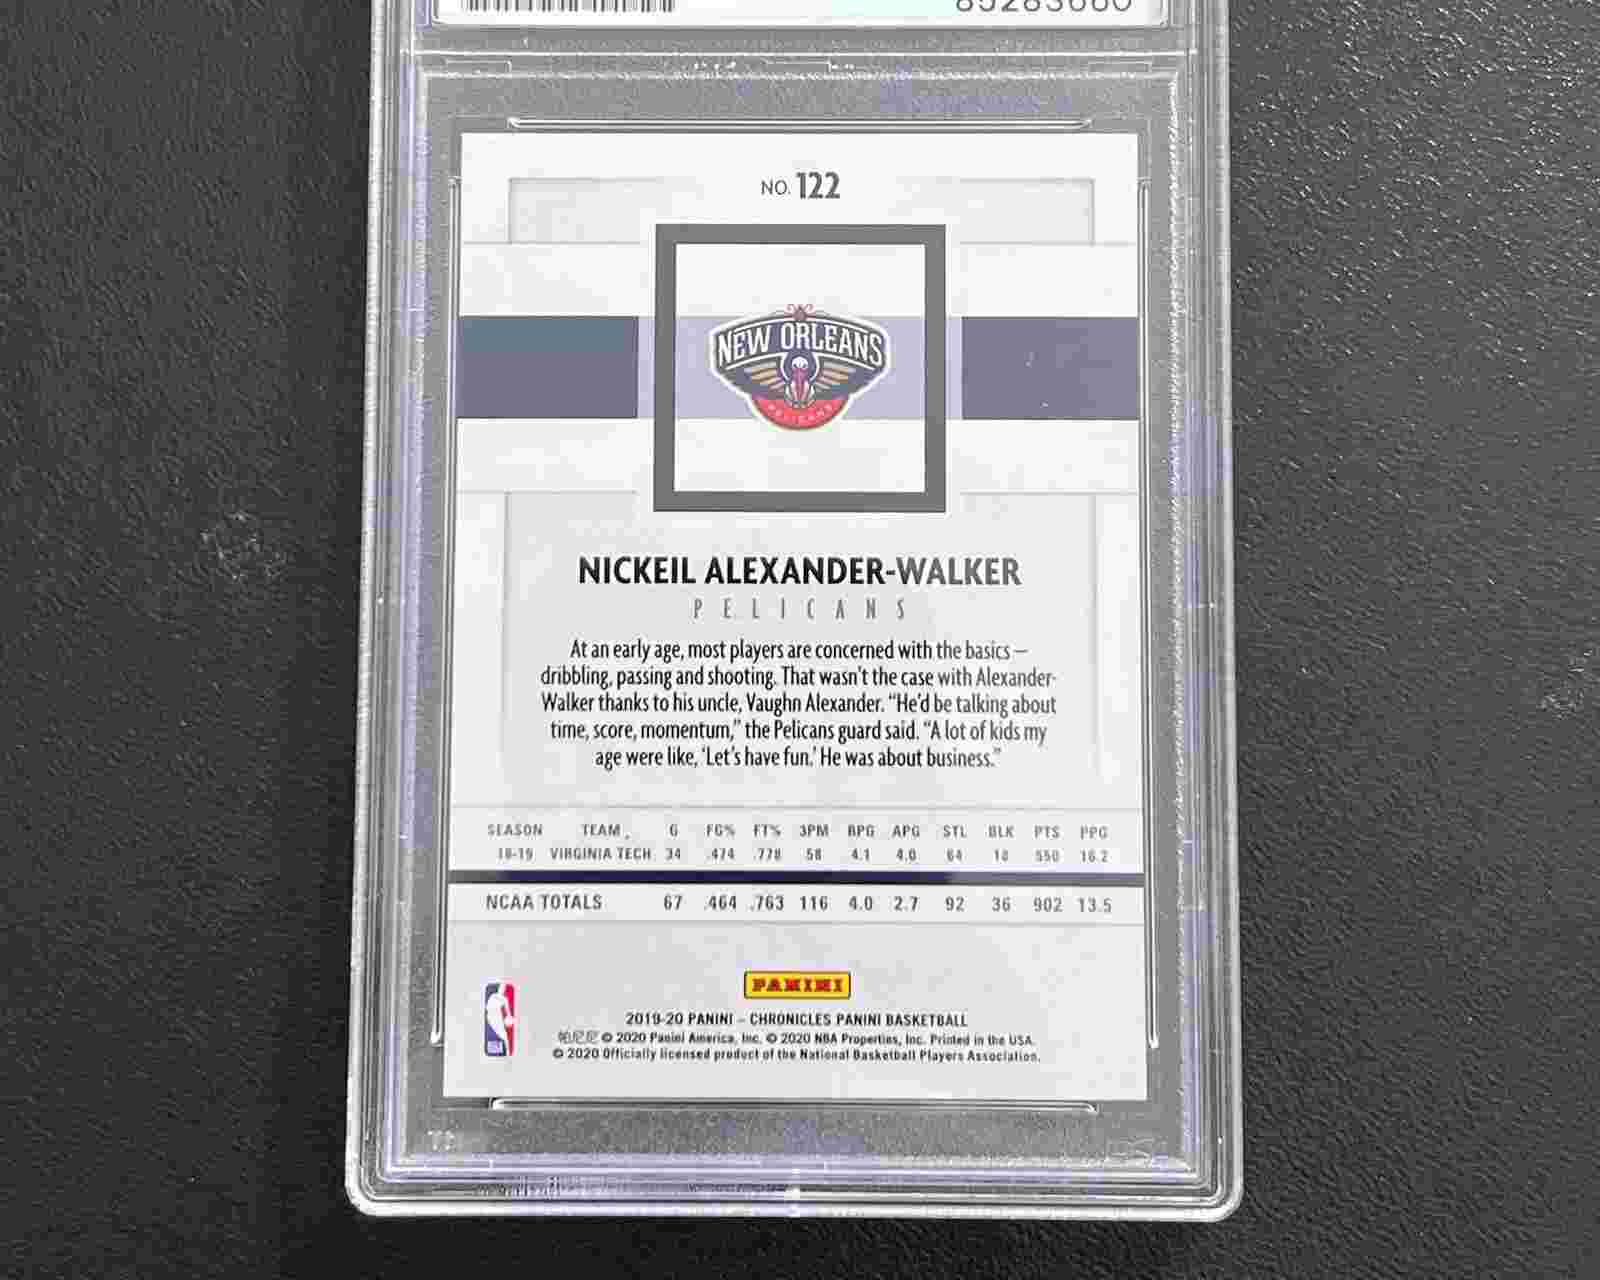 NO. 122
NEW ORLEANS
PELICANS
NICKEIL ALEXANDER-WALKER
PELICANS
At an early age, most players are concerned with the basics –
dribbling, passing and shooting. That wasn't the case with Alexander-
Walker thanks to his uncle, Vaughn Alexander. "He'd be talking about
time, score, momentum," the Pelicans guard said. "A lot of kids my
age were like, 'Let's have fun.' He was about business."
SEASON TEAM G FG% FT% 3PM RPG APG STL BLK PTS PPG
18-19 VIRGINIA TECH 34 .474 .778 58 4.1 4.0 64 18 550 16.2
NCAA TOTALS 67 .464 .763 116 4.0 2.7 92 36 902 13.5
PANINI
2019-20 PANINI – CHRONICLES PANINI BASKETBALL
帕尼尼 © 2020 Panini America, Inc. © 2020 NBA Properties, Inc. Printed in the USA.
© 2020 Officially licensed product of the National Basketball Players Association.